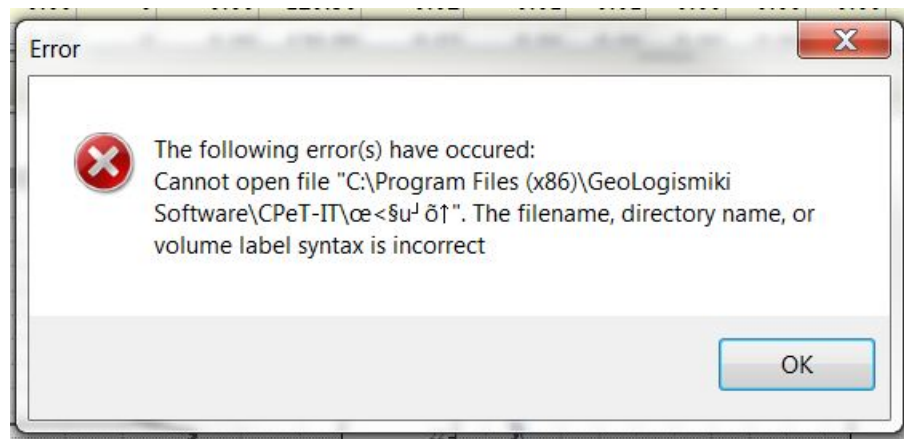 Error
The following error(s) have occured:
Cannot open file "C:\Program Files (x86)\GeoLogismiki
Software\CPeT-IT\œ<§u┘õ↑". The filename, directory name, or
volume label syntax is incorrect
OK